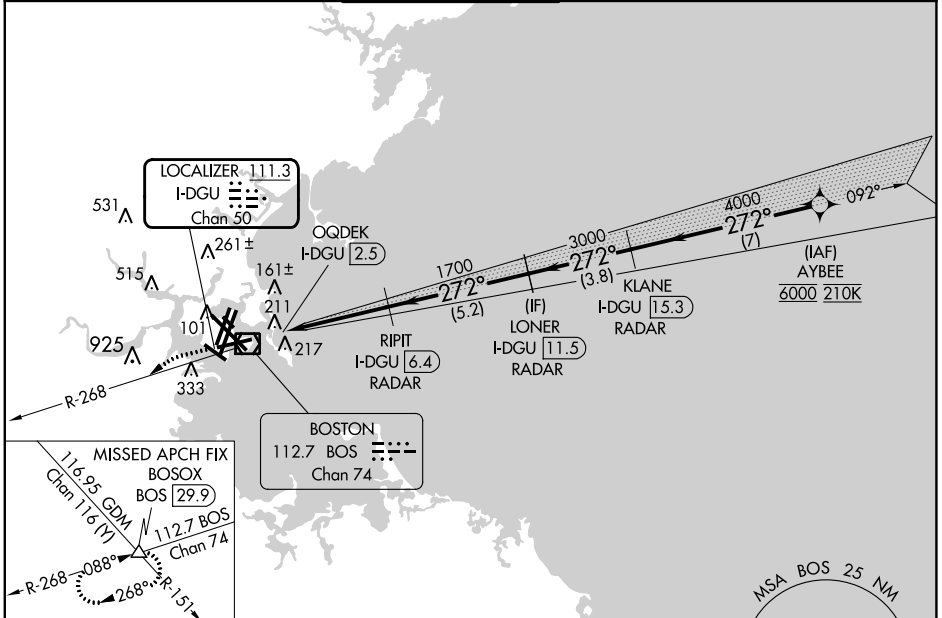 LOCALIZER 111.3
I-DGU
Chan 50
531
261±
515
161±
211
101
217
925
333
R-268
OQDEK
I-DGU 2.5
1700
272°
(5.2)
3000
272°
(3.8)
4000
272°
(7)
092°
(IAF)
AYBEE
6000 210K
KLANE
I-DGU 15.3
RADAR
(IF)
LONER
I-DGU 11.5
RADAR
RIPIT
I-DGU 6.4
RADAR
BOSTON
112.7 BOS
Chan 74
MISSED APCH FIX
BOSOX
BOS 29.9
116.95 GDM
Chan 116 (Y)
112.7 BOS
Chan 74
R-268
088°
268°
R-151
MSA BOS 25 NM